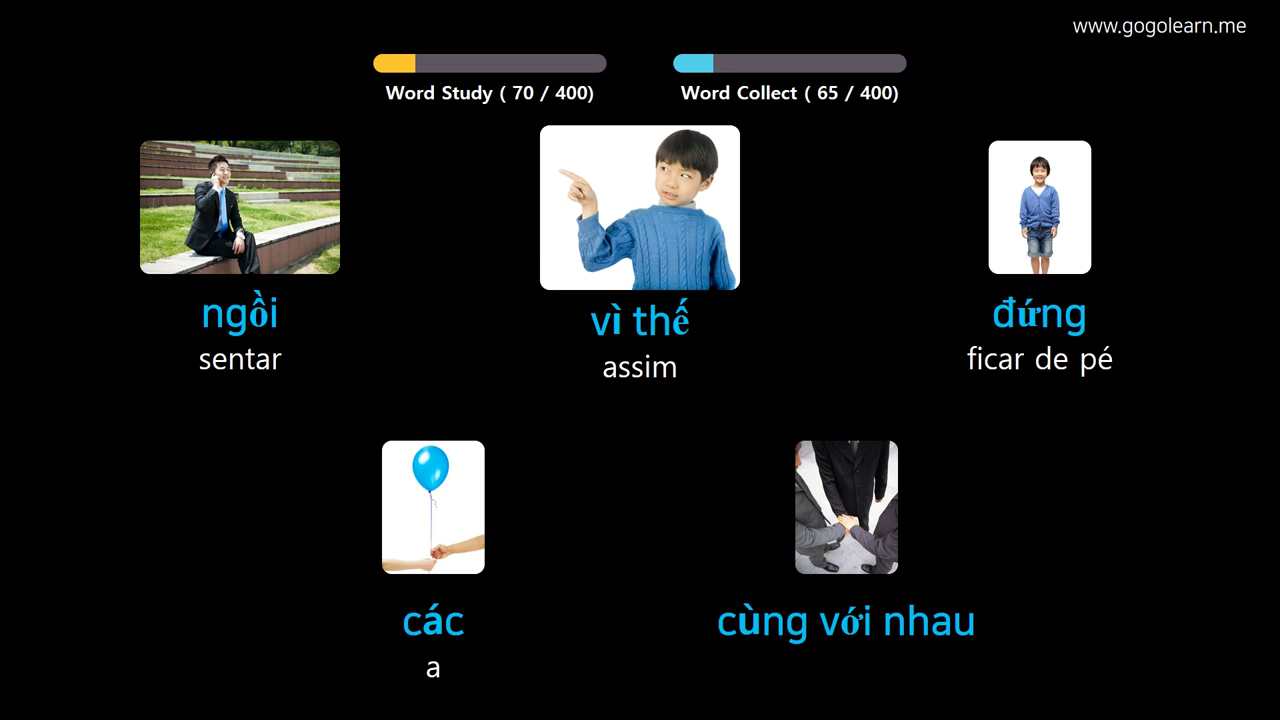 www.gogolearn.me
Word Study ( 70 / 400)
Word Collect ( 65 / 400)
ngồi
sentar
vì thế
assim
đứng
ficar de pé
các
a
cùng với nhau